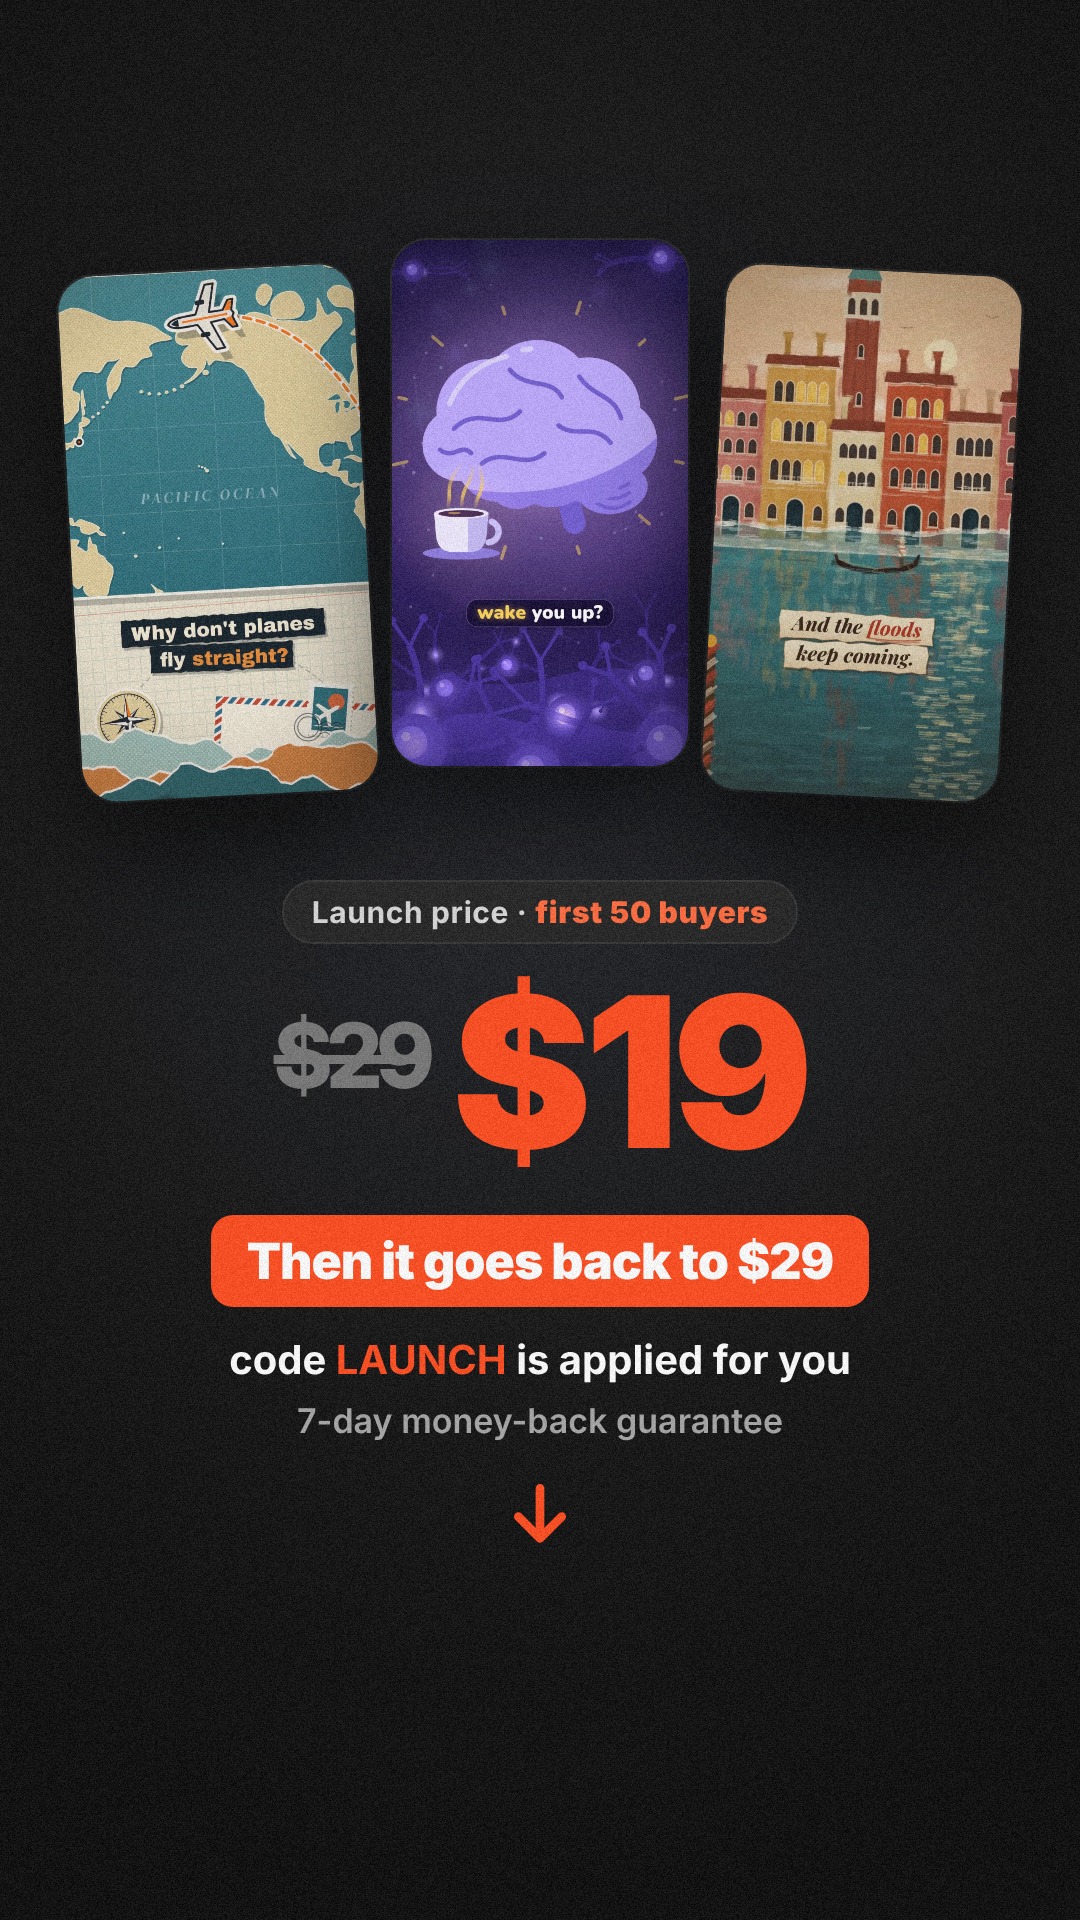 PACIFIC OCEAN
Why don't planes
fly straight?
wake you up?
And the floods
keep coming.
Launch price · first 50 buyers
$29 $19
Then it goes back to $29
code LAUNCH is applied for you
7-day money-back guarantee